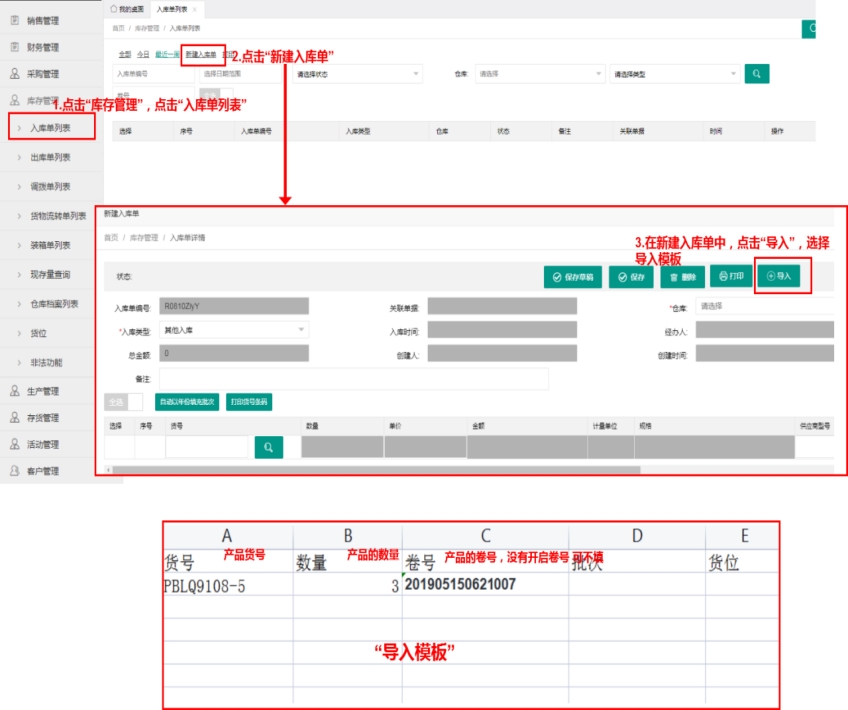 我的桌面 入库单列表
首页 / 库存管理 / 入库单列表
销售管理
财务管理
采购管理
库存管理
入库单列表
出库单列表
调拨单列表
货物流转单列表
装箱单列表
现存量查询
仓库档案列表
货位
非法功能
生产管理
存货管理
活动管理
客户管理
全部 今日 最近一周 新建入库单
2.点击“新建入库单”
入库单编号 选择日期范围 请选择状态 仓库: 请选择 请选择类型
1.点击“库存管理”，点击“入库单列表”
选择 序号 入库单编号 入库类型 仓库 状态 备注 关联单据 时间 操作
新建入库单
首页 / 库存管理 / 入库单详情
3.在新建入库单中，点击“导入”，选择
导入模板
状态: 保存草稿 保存 删除 打印 导入
入库单编号: R0610ZlyY 关联单据: *仓库: 请选择
*入库类型: 其他入库 入库时间: 经办人:
总金额: 0 创建人: 创建时间:
备注:
全选 自动以年份填充批次 打印货号条码
选择 序号 货号 数量 单价 金额 计量单位 规格 供应商型号
A B C D E
货号 产品货号 数量 产品的数量 卷号 产品的卷号，没有开启卷号 可不填 批次 货位
PBLQ9108-5 3 201905150621007
“导入模板”